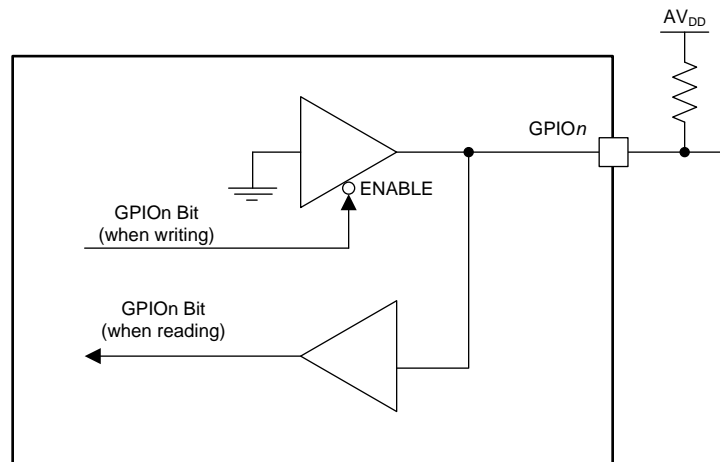 AVDD
GPIOn
ENABLE
GPIOn Bit
(when writing)
GPIOn Bit
(when reading)